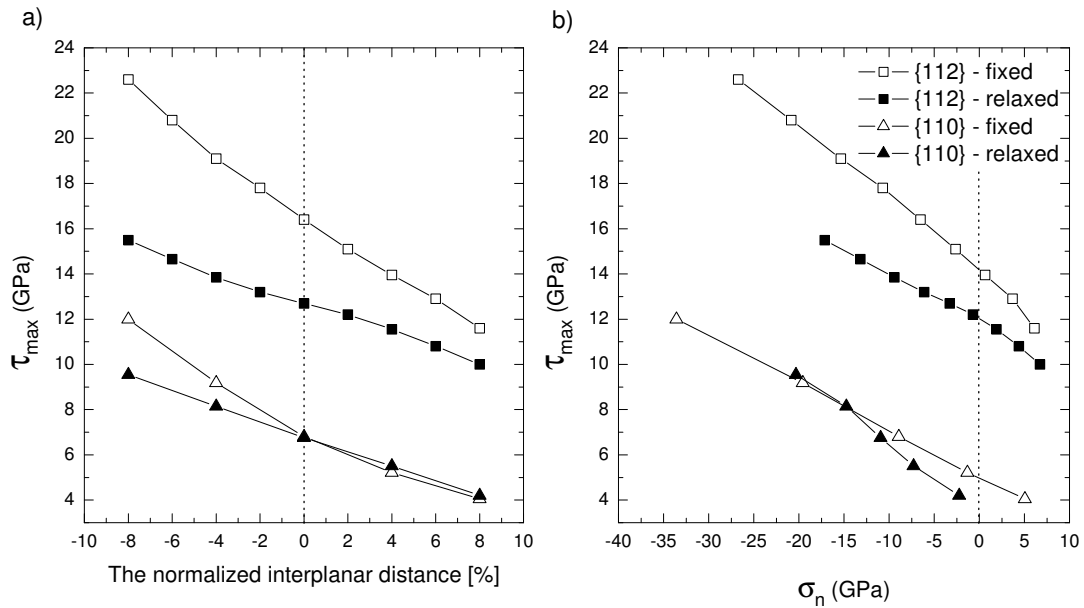 a)
24
22
20
18
16
14
12
10
8
6
4
τmax (GPa)
-10 -8 -6 -4 -2 0 2 4 6 8 10
The normalized interplanar distance [%]
b)
{112} - fixed
{112} - relaxed
{110} - fixed
{110} - relaxed
24
22
20
18
16
14
12
10
8
6
4
τmax (GPa)
-40 -35 -30 -25 -20 -15 -10 -5 0 5 10
σn (GPa)